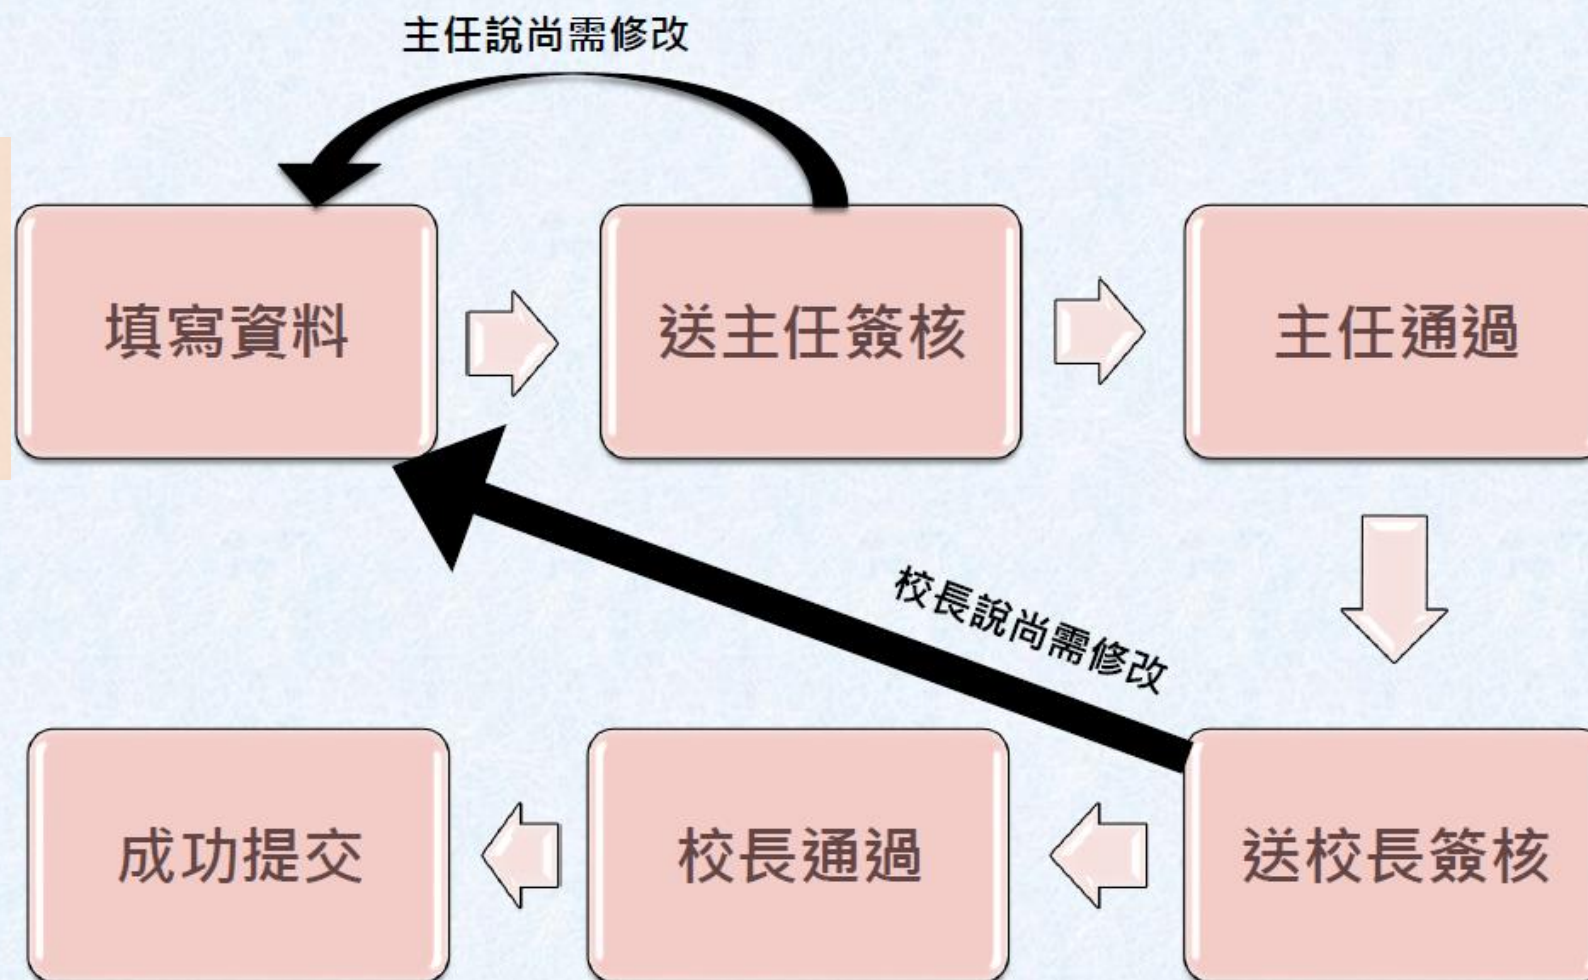 主任說尚需修改
填寫資料
送主任簽核
主任通過
校長說尚需修改
成功提交
校長通過
送校長簽核